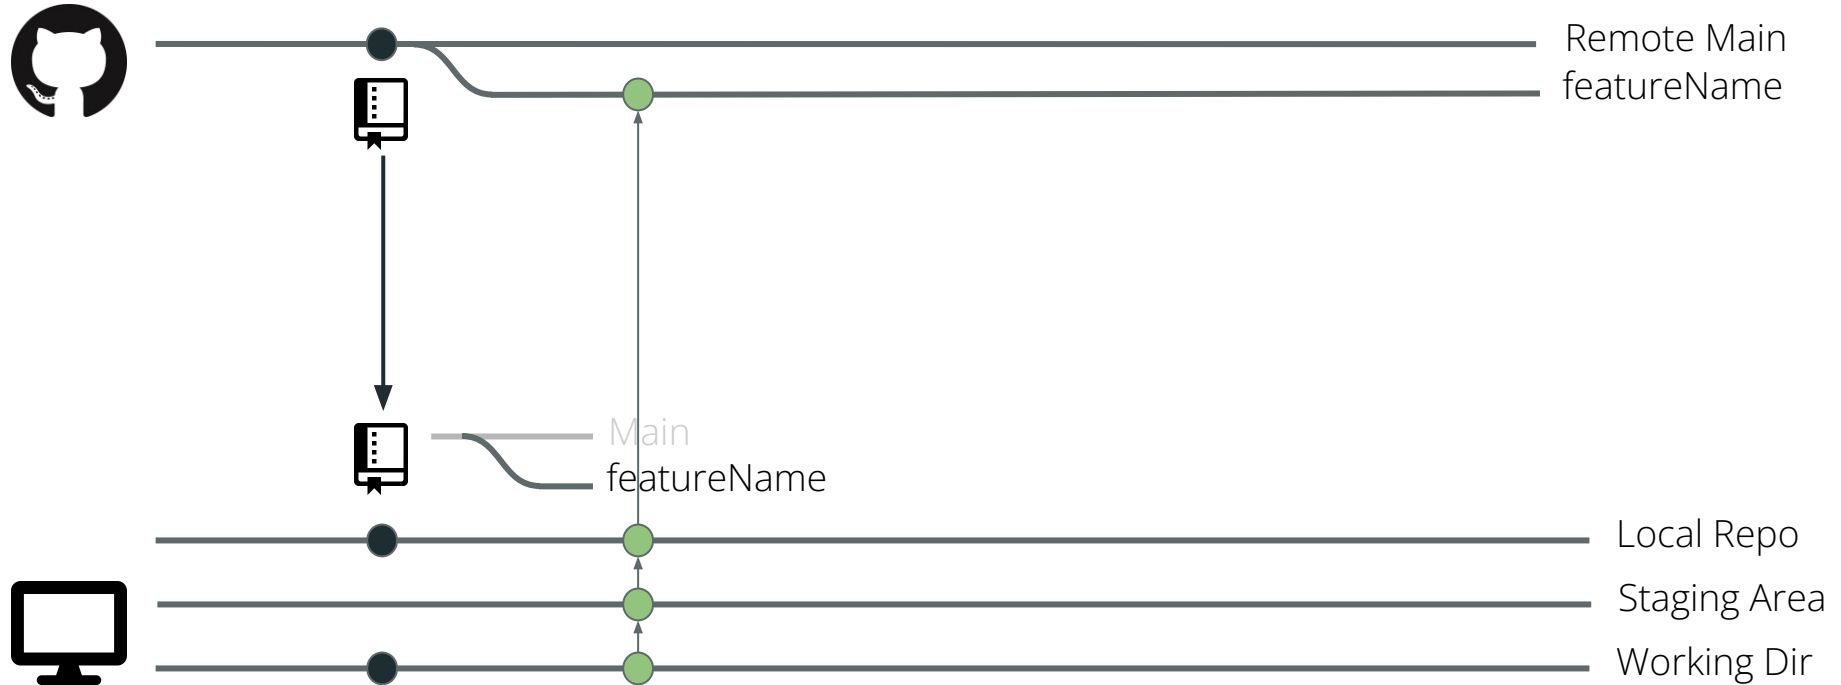 Remote Main
featureName
Main
featureName
Local Repo
Staging Area
Working Dir